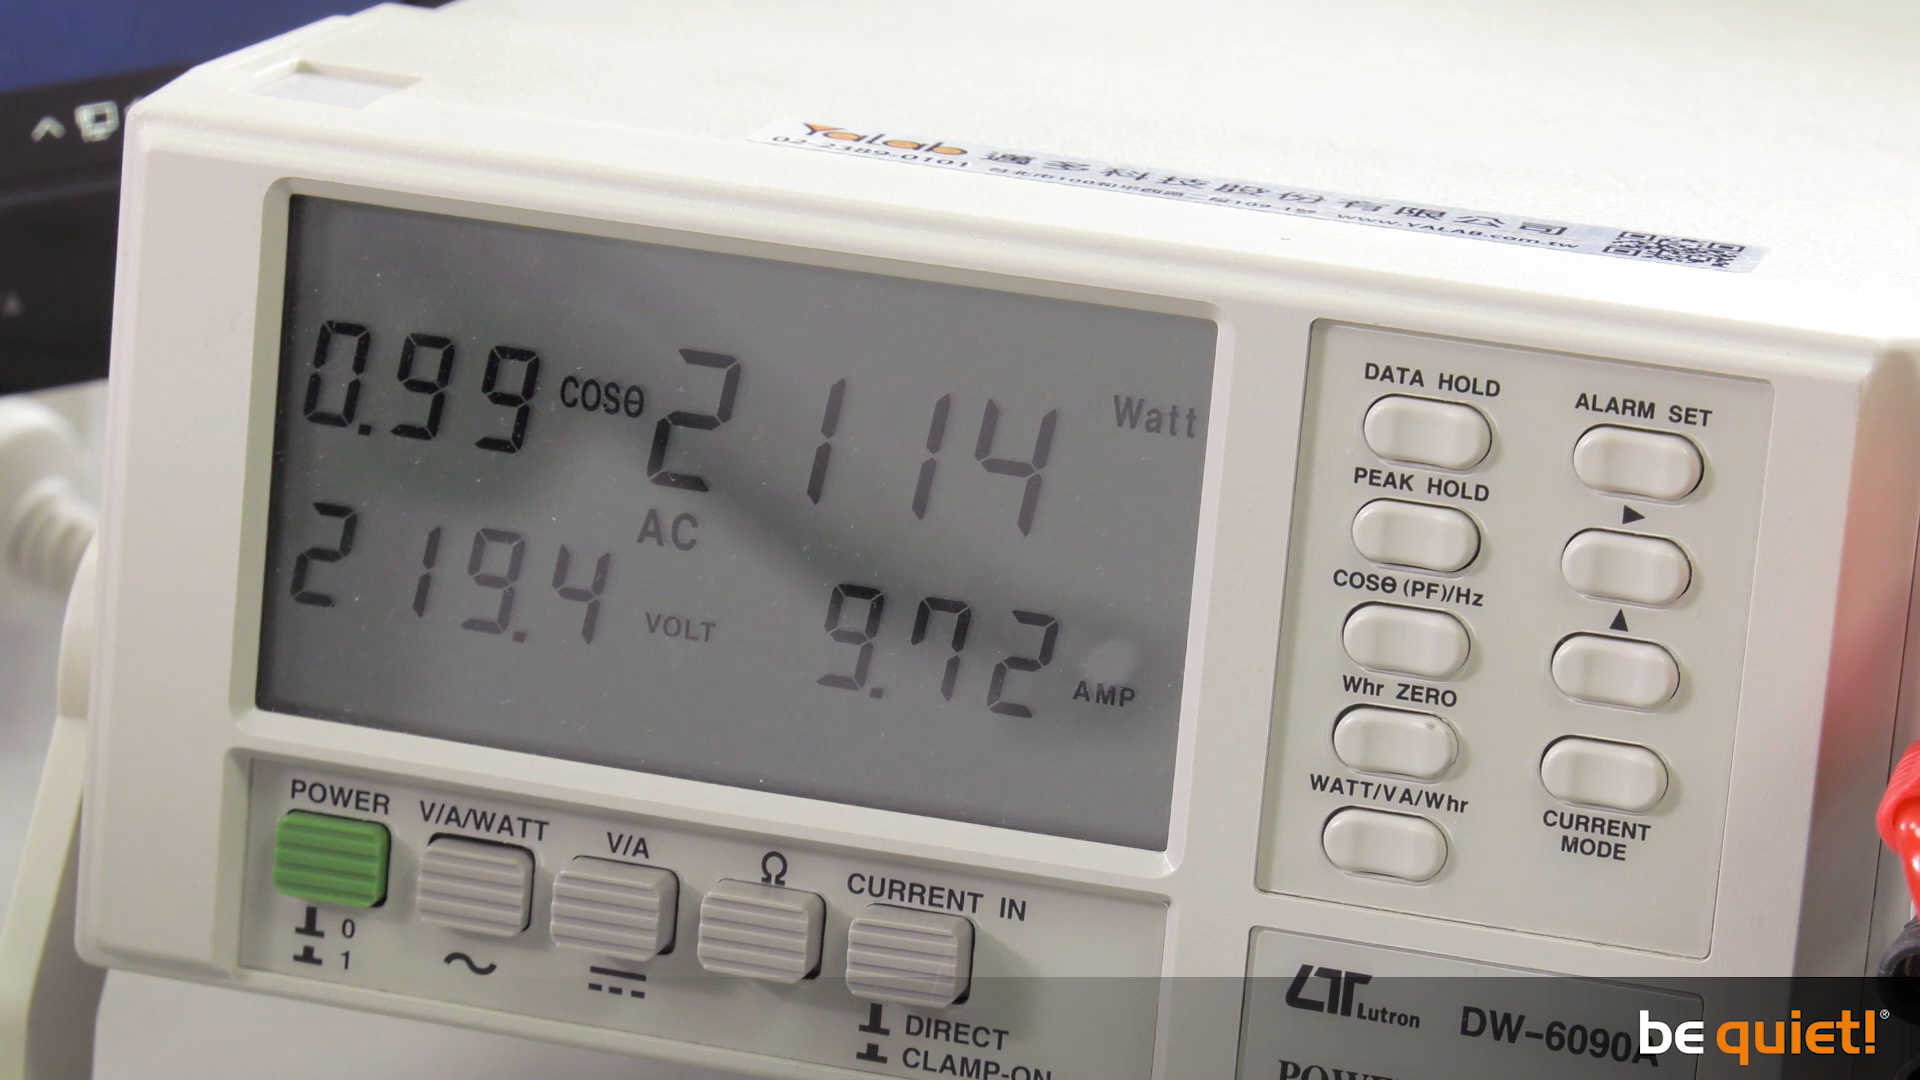 YaLab 邁多科技股份有限公司
02-2389-0101
www.YALAB.com.tw
0.99 COSθ 2114 Watt
AC
219.4 VOLT 9.72 AMP
DATA HOLD
ALARM SET
PEAK HOLD
▶
COSθ (PF)/Hz
▲
Whr ZERO
WATT/VA/Whr
CURRENT
MODE
POWER
V/A/WATT
V/A
Ω
CURRENT IN
0
1
DIRECT
CLAMP-ON
Lutron
DW-6090A
be quiet!®